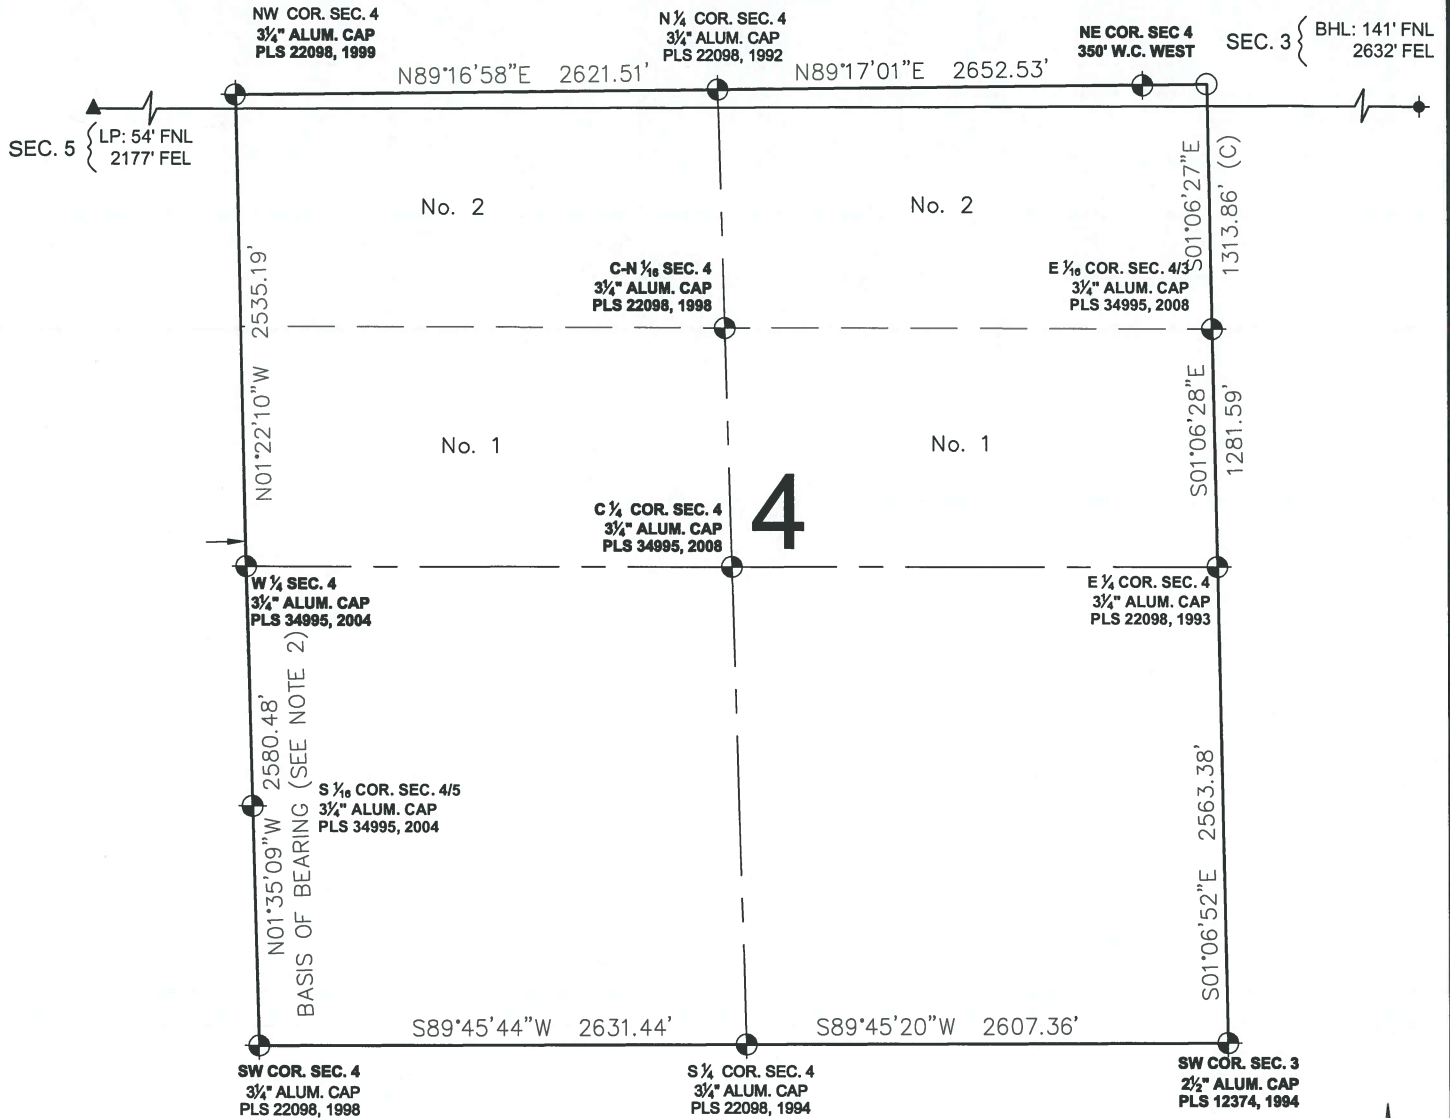 NW COR. SEC. 4
3¼" ALUM. CAP
PLS 22098, 1999
N ¼ COR. SEC. 4
3¼" ALUM. CAP
PLS 22098, 1992
NE COR. SEC 4
350' W.C. WEST
SEC. 3 { BHL: 141' FNL
2632' FEL
N89°16'58"E 2621.51'
N89°17'01"E 2652.53'
SEC. 5 { LP: 54' FNL
2177' FEL
No. 2
No. 2
S01°06'27"E
1313.86' (C)
N01°22'10"W 2535.19'
C-N 1/16 SEC. 4
3¼" ALUM. CAP
PLS 22098, 1998
E 1/16 COR. SEC. 4/3
3¼" ALUM. CAP
PLS 34995, 2008
No. 1
No. 1
S01°06'28"E
1281.59'
C ¼ COR. SEC. 4
3¼" ALUM. CAP
PLS 34995, 2008
4
W ¼ SEC. 4
3¼" ALUM. CAP
PLS 34995, 2004
E ¼ COR. SEC. 4
3¼" ALUM. CAP
PLS 22098, 1993
N01°35'09"W 2580.48'
BASIS OF BEARING (SEE NOTE 2)
S 1/16 COR. SEC. 4/5
3¼" ALUM. CAP
PLS 34995, 2004
S01°06'52"E 2563.38'
S89°45'44"W 2631.44'
S89°45'20"W 2607.36'
SW COR. SEC. 4
3¼" ALUM. CAP
PLS 22098, 1998
S ¼ COR. SEC. 4
3¼" ALUM. CAP
PLS 22098, 1994
SW COR. SEC. 3
2½" ALUM. CAP
PLS 12374, 1994